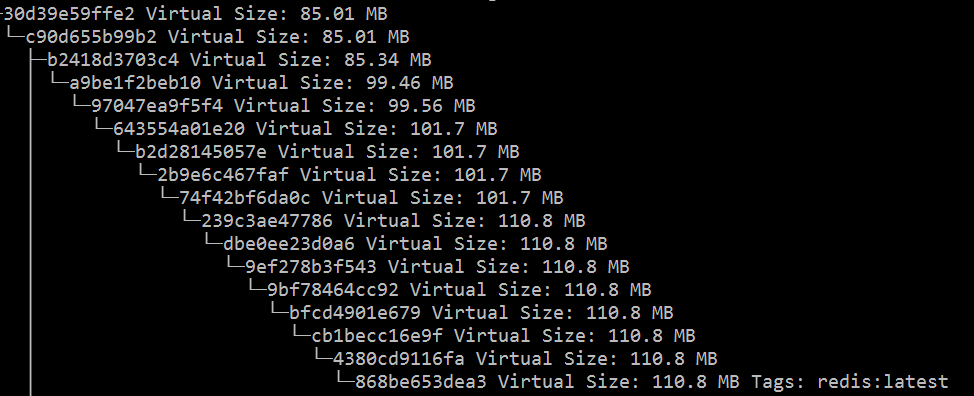 ─30d39e59ffe2 Virtual Size: 85.01 MB
└─c90d655b99b2 Virtual Size: 85.01 MB
  ├─b2418d3703c4 Virtual Size: 85.34 MB
  │ └─a9be1f2beb10 Virtual Size: 99.46 MB
  │   └─97047ea9f5f4 Virtual Size: 99.56 MB
  │     └─643554a01e20 Virtual Size: 101.7 MB
  │       └─b2d28145057e Virtual Size: 101.7 MB
  │         └─2b9e6c467faf Virtual Size: 101.7 MB
  │           └─74f42bf6da0c Virtual Size: 101.7 MB
  │             └─239c3ae47786 Virtual Size: 110.8 MB
  │               └─dbe0ee23d0a6 Virtual Size: 110.8 MB
  │                 └─9ef278b3f543 Virtual Size: 110.8 MB
  │                   └─9bf78464cc92 Virtual Size: 110.8 MB
  │                     └─bfcd4901e679 Virtual Size: 110.8 MB
  │                       └─cb1becc16e9f Virtual Size: 110.8 MB
  │                         └─4380cd9116fa Virtual Size: 110.8 MB
  │                           └─868be653dea3 Virtual Size: 110.8 MB Tags: redis:latest